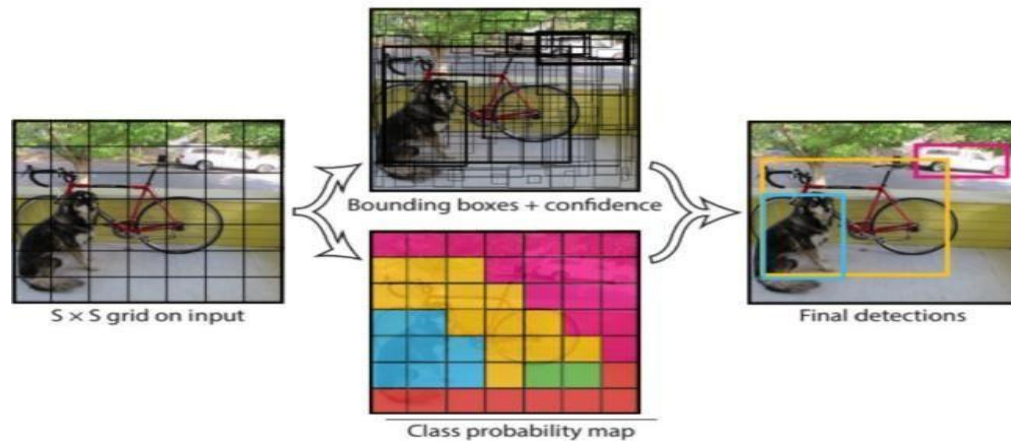 Bounding boxes + confidence
S × S grid on input
Final detections
Class probability map